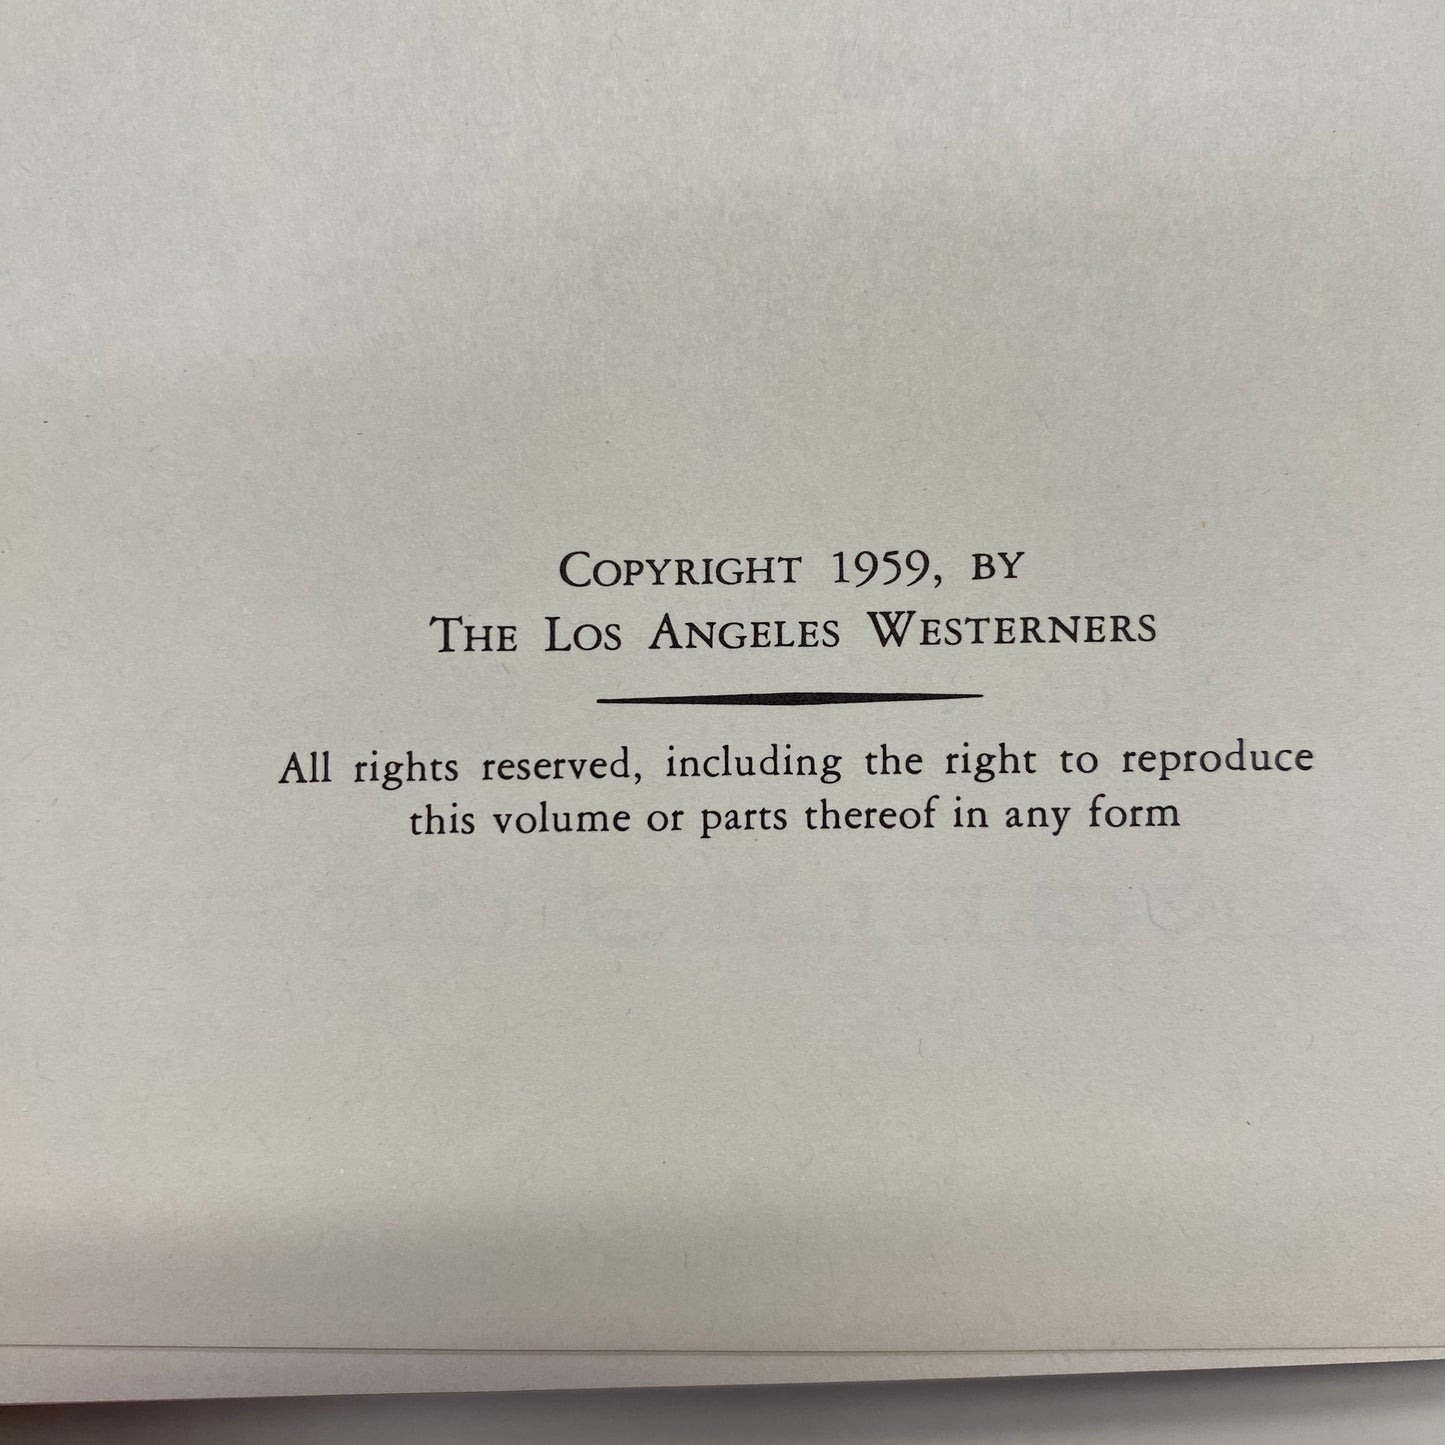 Copyright 1959, by
The Los Angeles Westerners
All rights reserved, including the right to reproduce
this volume or parts thereof in any form